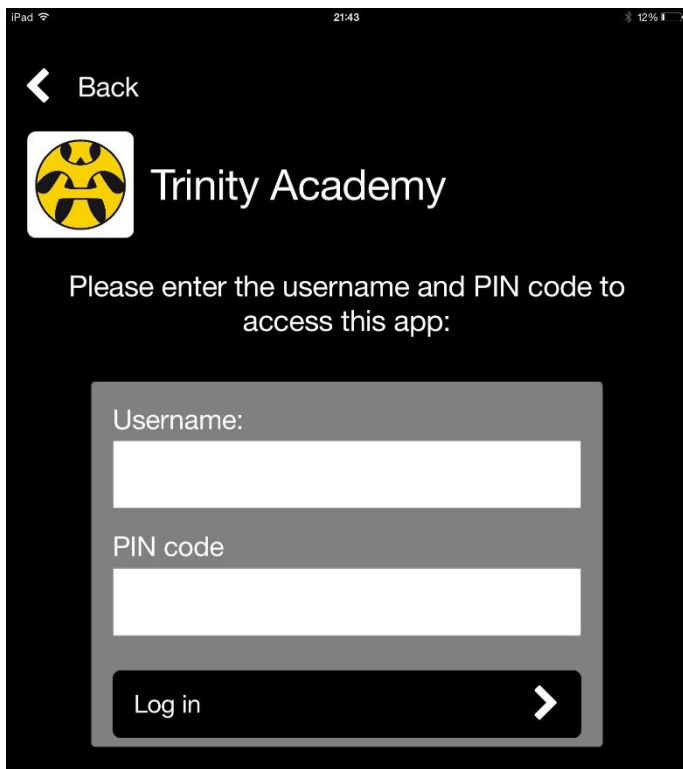 iPad 21:43 12%
Back
Trinity Academy
Please enter the username and PIN code to
access this app:
Username:
PIN code
Log in